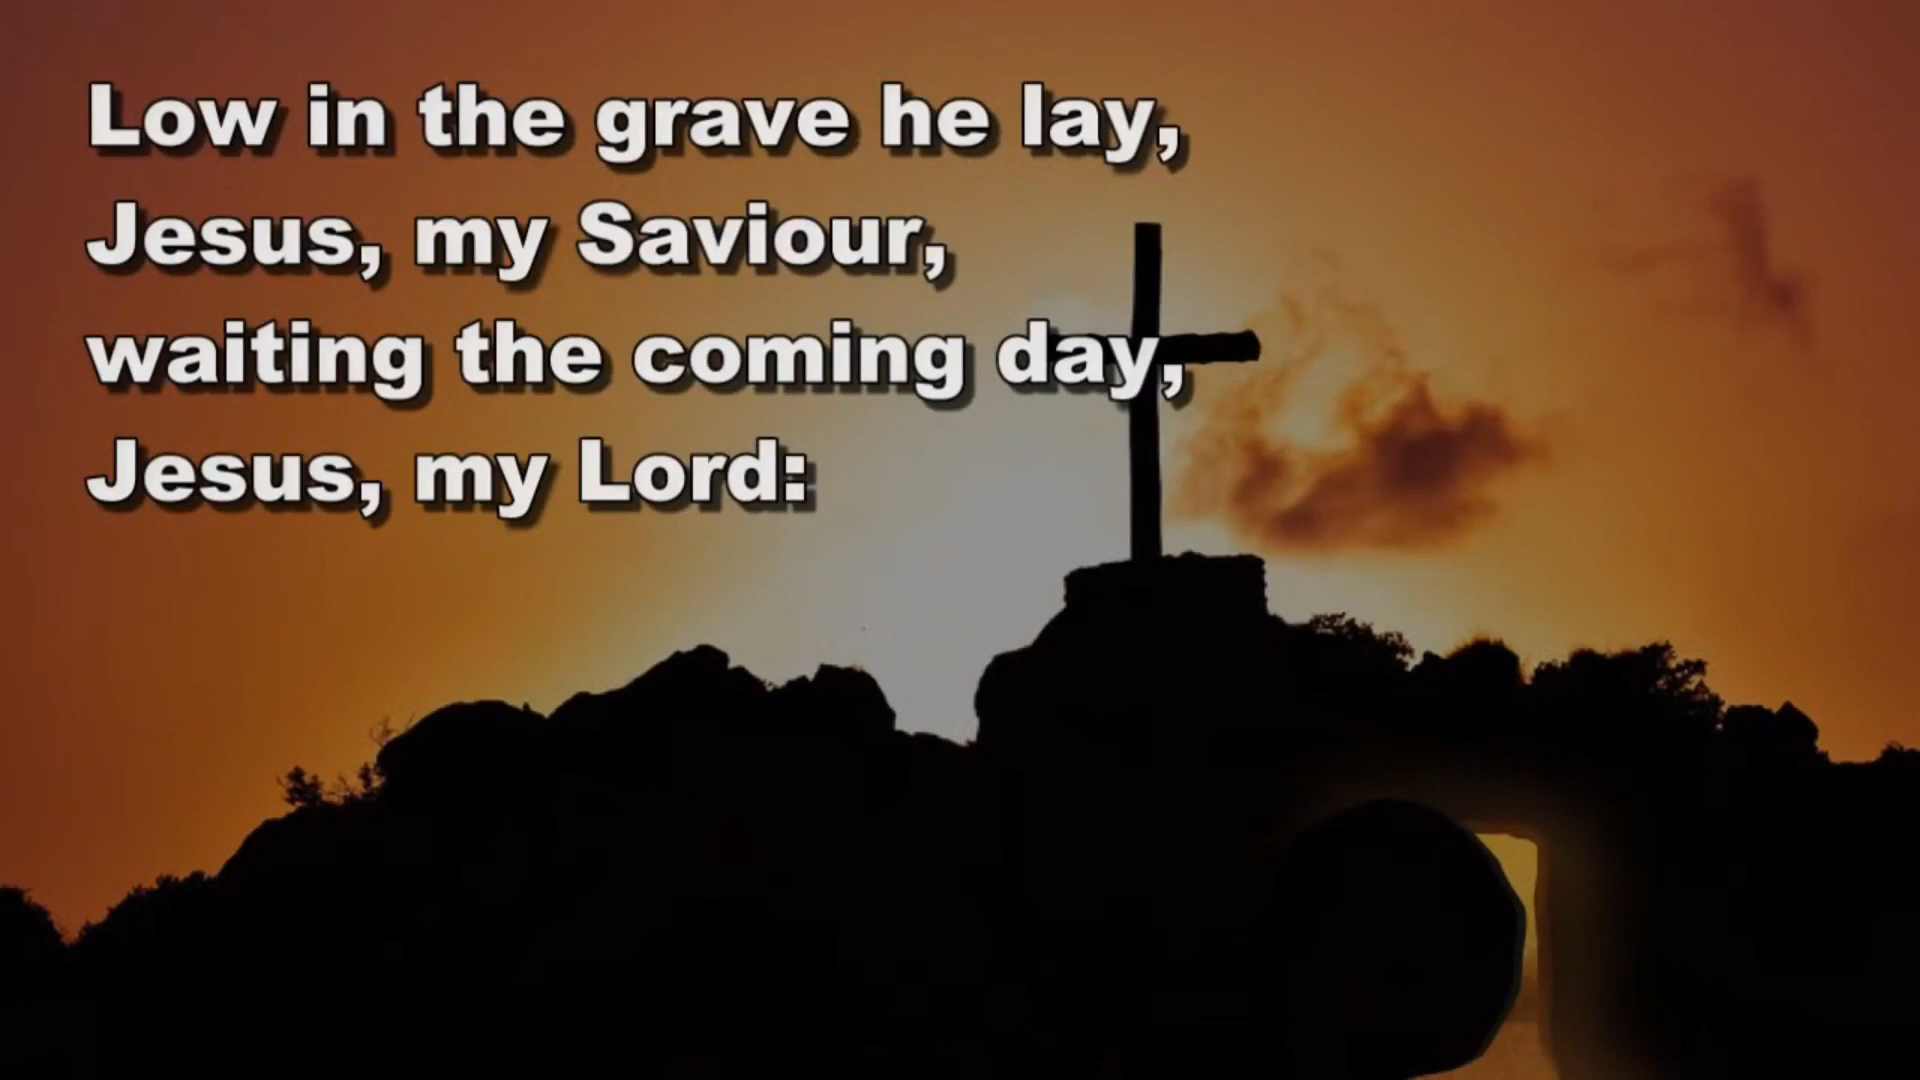 Low in the grave he lay,
Jesus, my Saviour,
waiting the coming day,
Jesus, my Lord: